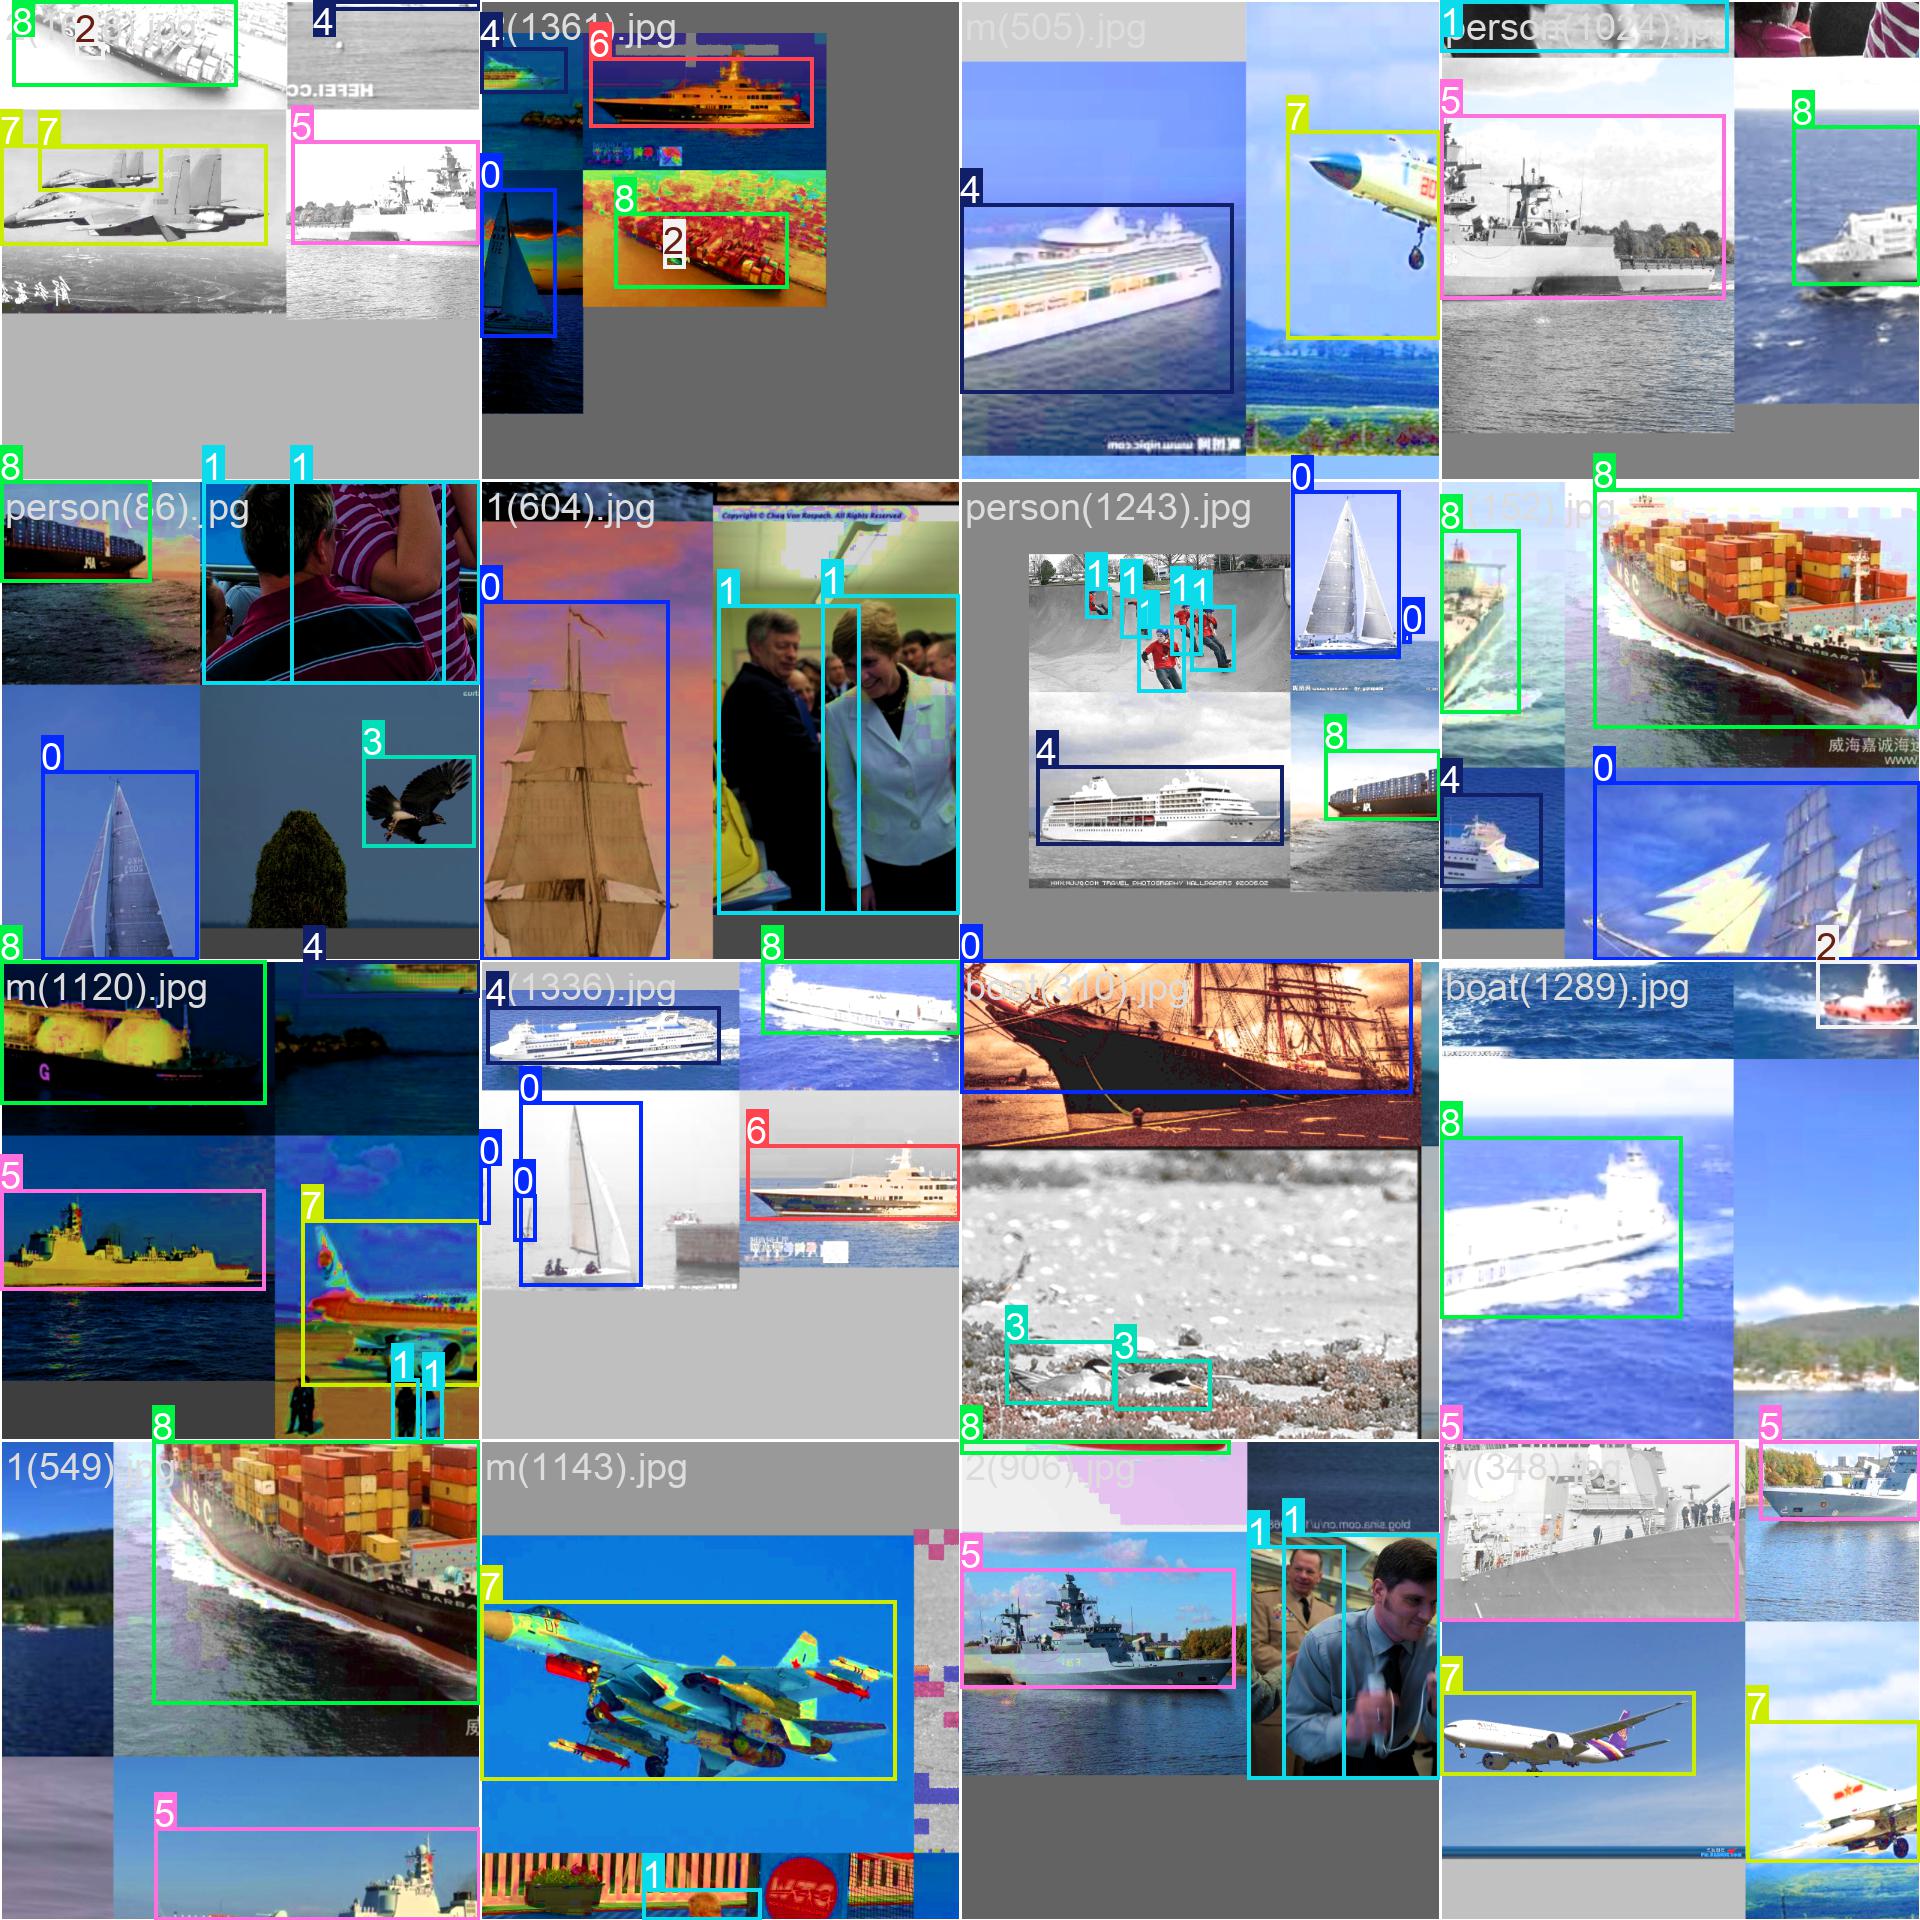 8
2
4
HEFEI.CO
7
7
5
4
(1361).jpg
6
0
8
2
m(505).jpg
4
7
www.nipic.com
1
person(1024).jpg
5
8
8
person(86).jpg
1
1
0
3
1(604).jpg
Copyright © Chaq Von Rospach. All Rights Reserved
0
1
1
person(1243).jpg
0
0
1
1
1
1
1
4
8
8
8
MSC BARBARA
威海嘉诚海
www
4
0
8
m(1120).jpg
4
G
5
7
1
1
4
(1336).jpg
8
0
0
0
6
0
boat(310).jpg
3
3
boat(1289).jpg
2
8
1(549).jpg
8
MSC
BARBA
5
m(1143).jpg
7
1
8
2(906).jpg
blog.sina.com.cn/u
5
1
1
5
w(348).jpg
5
7
7